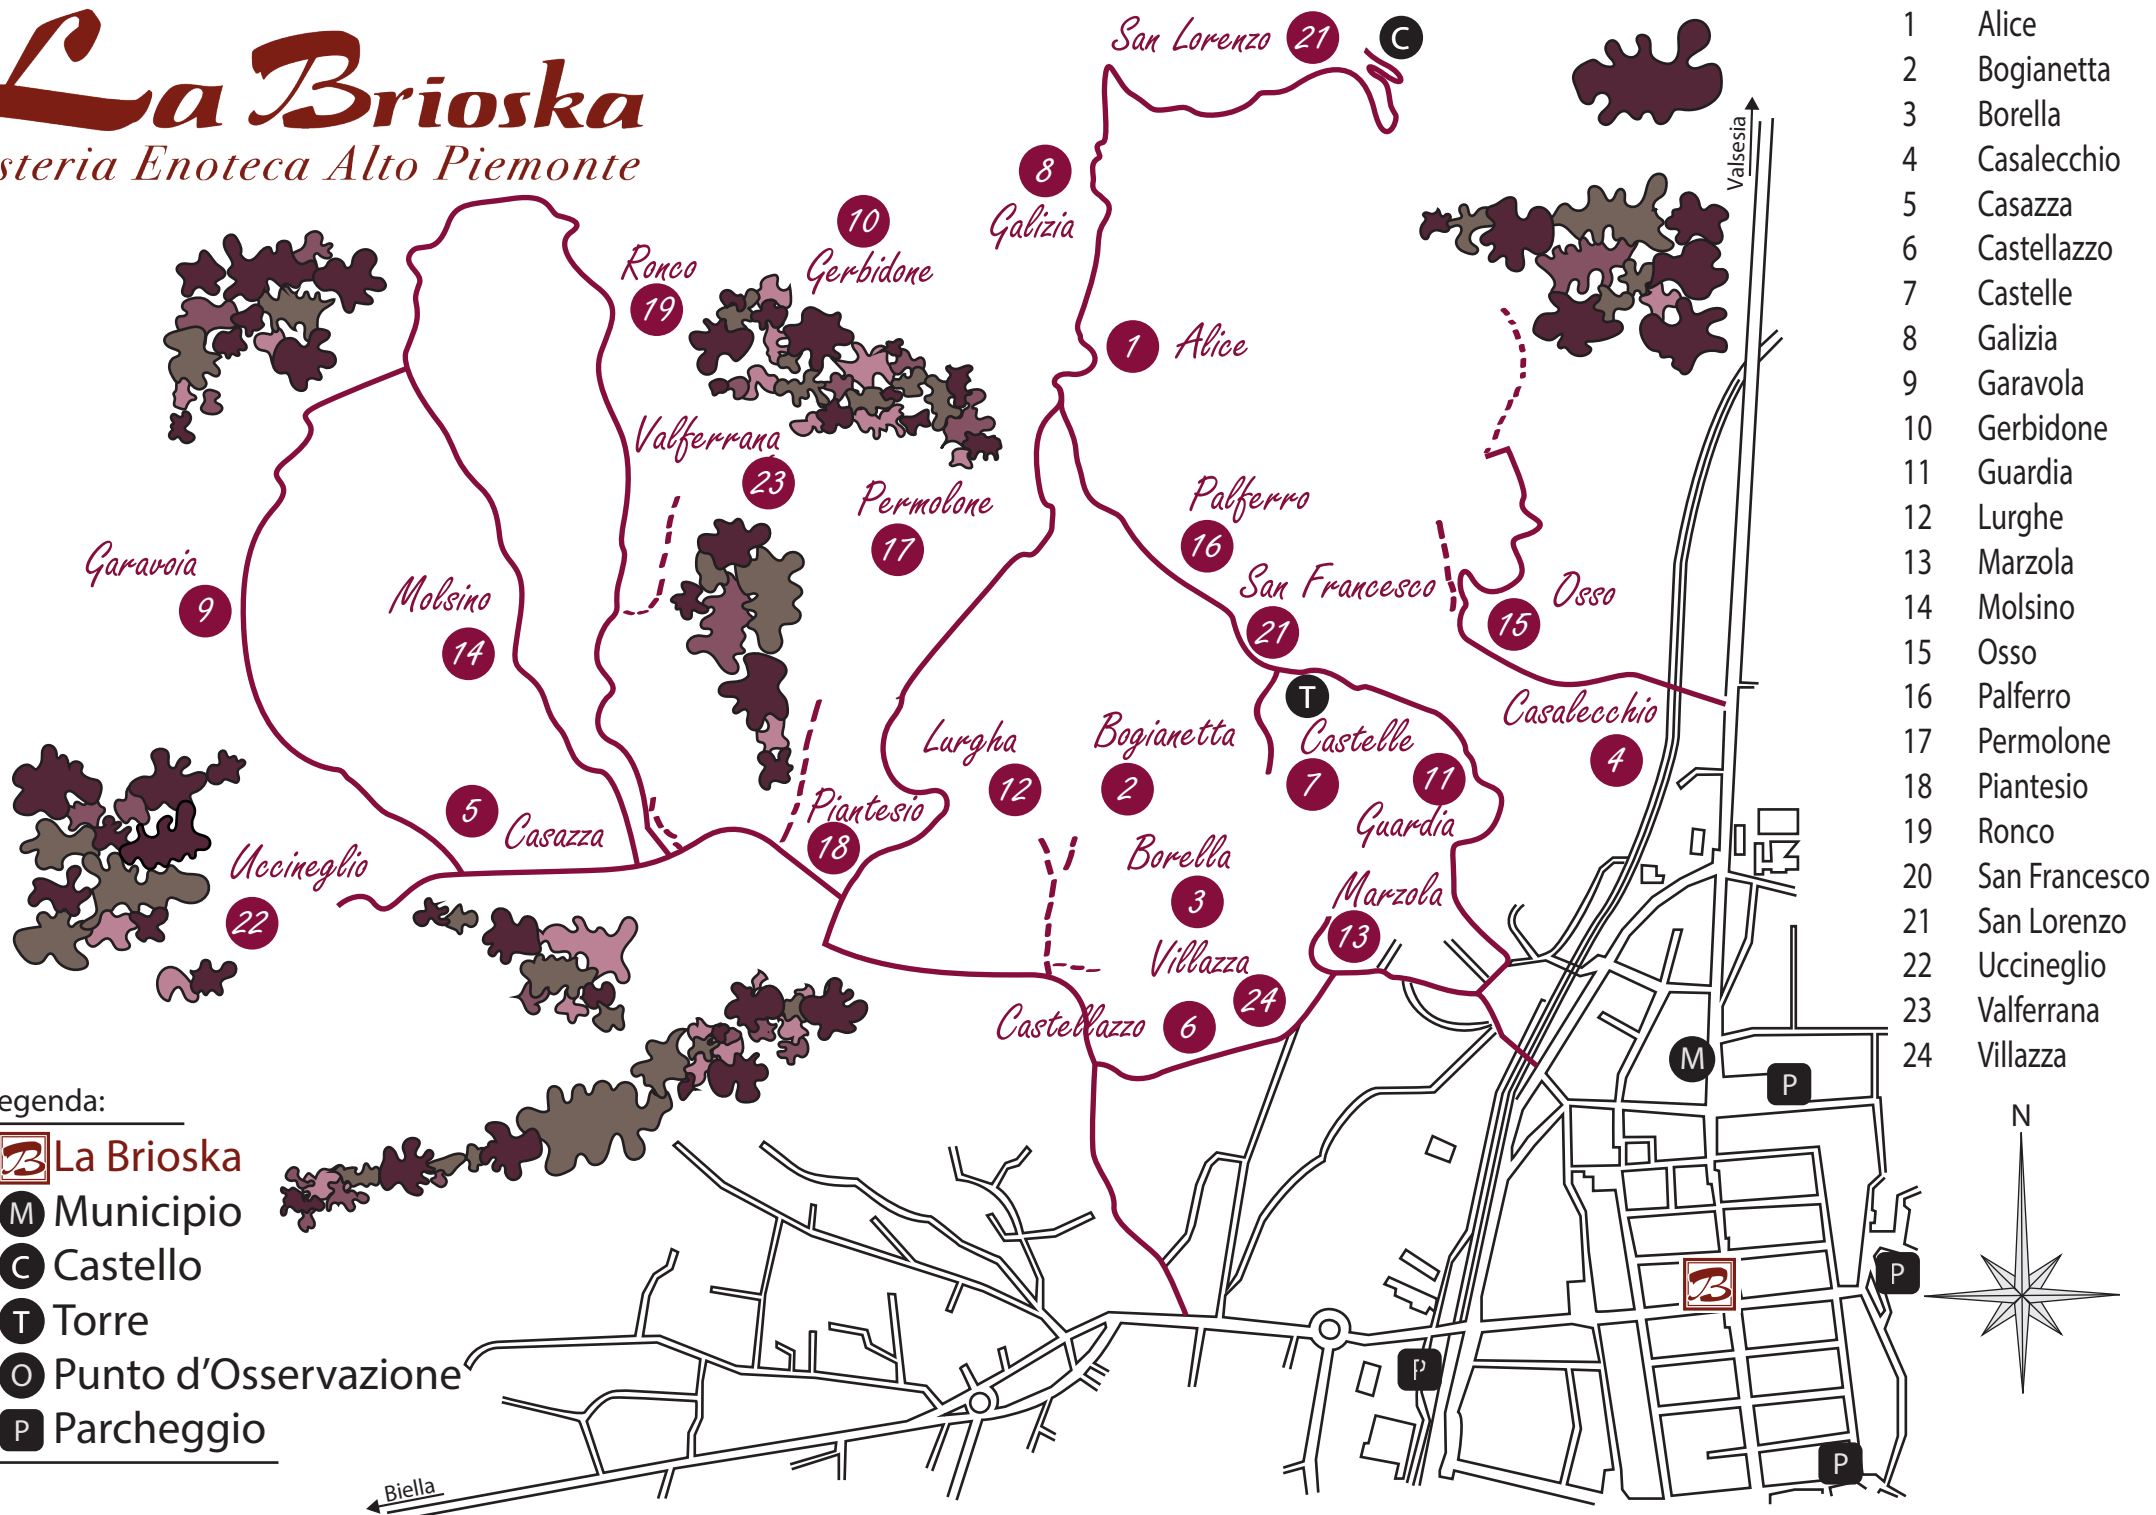 La Brioska
steria Enoteca Alto Piemonte
San Lorenzo 21
C
8
Galizia
10
Gerbidone
Ronco
19
1 Alice
Valsesia
Valferrana
23
Permolone
17
Palferro
16
San Francesco
21
T
Osso
15
Garavoia
9
Molsino
14
Casalecchio
4
Lurgha
12
Bogianetta
2
Castelle
7
11
Guardia
5 Casazza
Piantesio
18
Uccineglio
22
Borella
3
Marzola
13
Villazza
24
Castellazzo 6
M
P
B
P
P
P
Biella
N
1 Alice
2 Bogianetta
3 Borella
4 Casalecchio
5 Casazza
6 Castellazzo
7 Castelle
8 Galizia
9 Garavola
10 Gerbidone
11 Guardia
12 Lurghe
13 Marzola
14 Molsino
15 Osso
16 Palferro
17 Permolone
18 Piantesio
19 Ronco
20 San Francesco
21 San Lorenzo
22 Uccineglio
23 Valferrana
24 Villazza
egenda:
B La Brioska
M Municipio
C Castello
T Torre
O Punto d'Osservazione
P Parcheggio